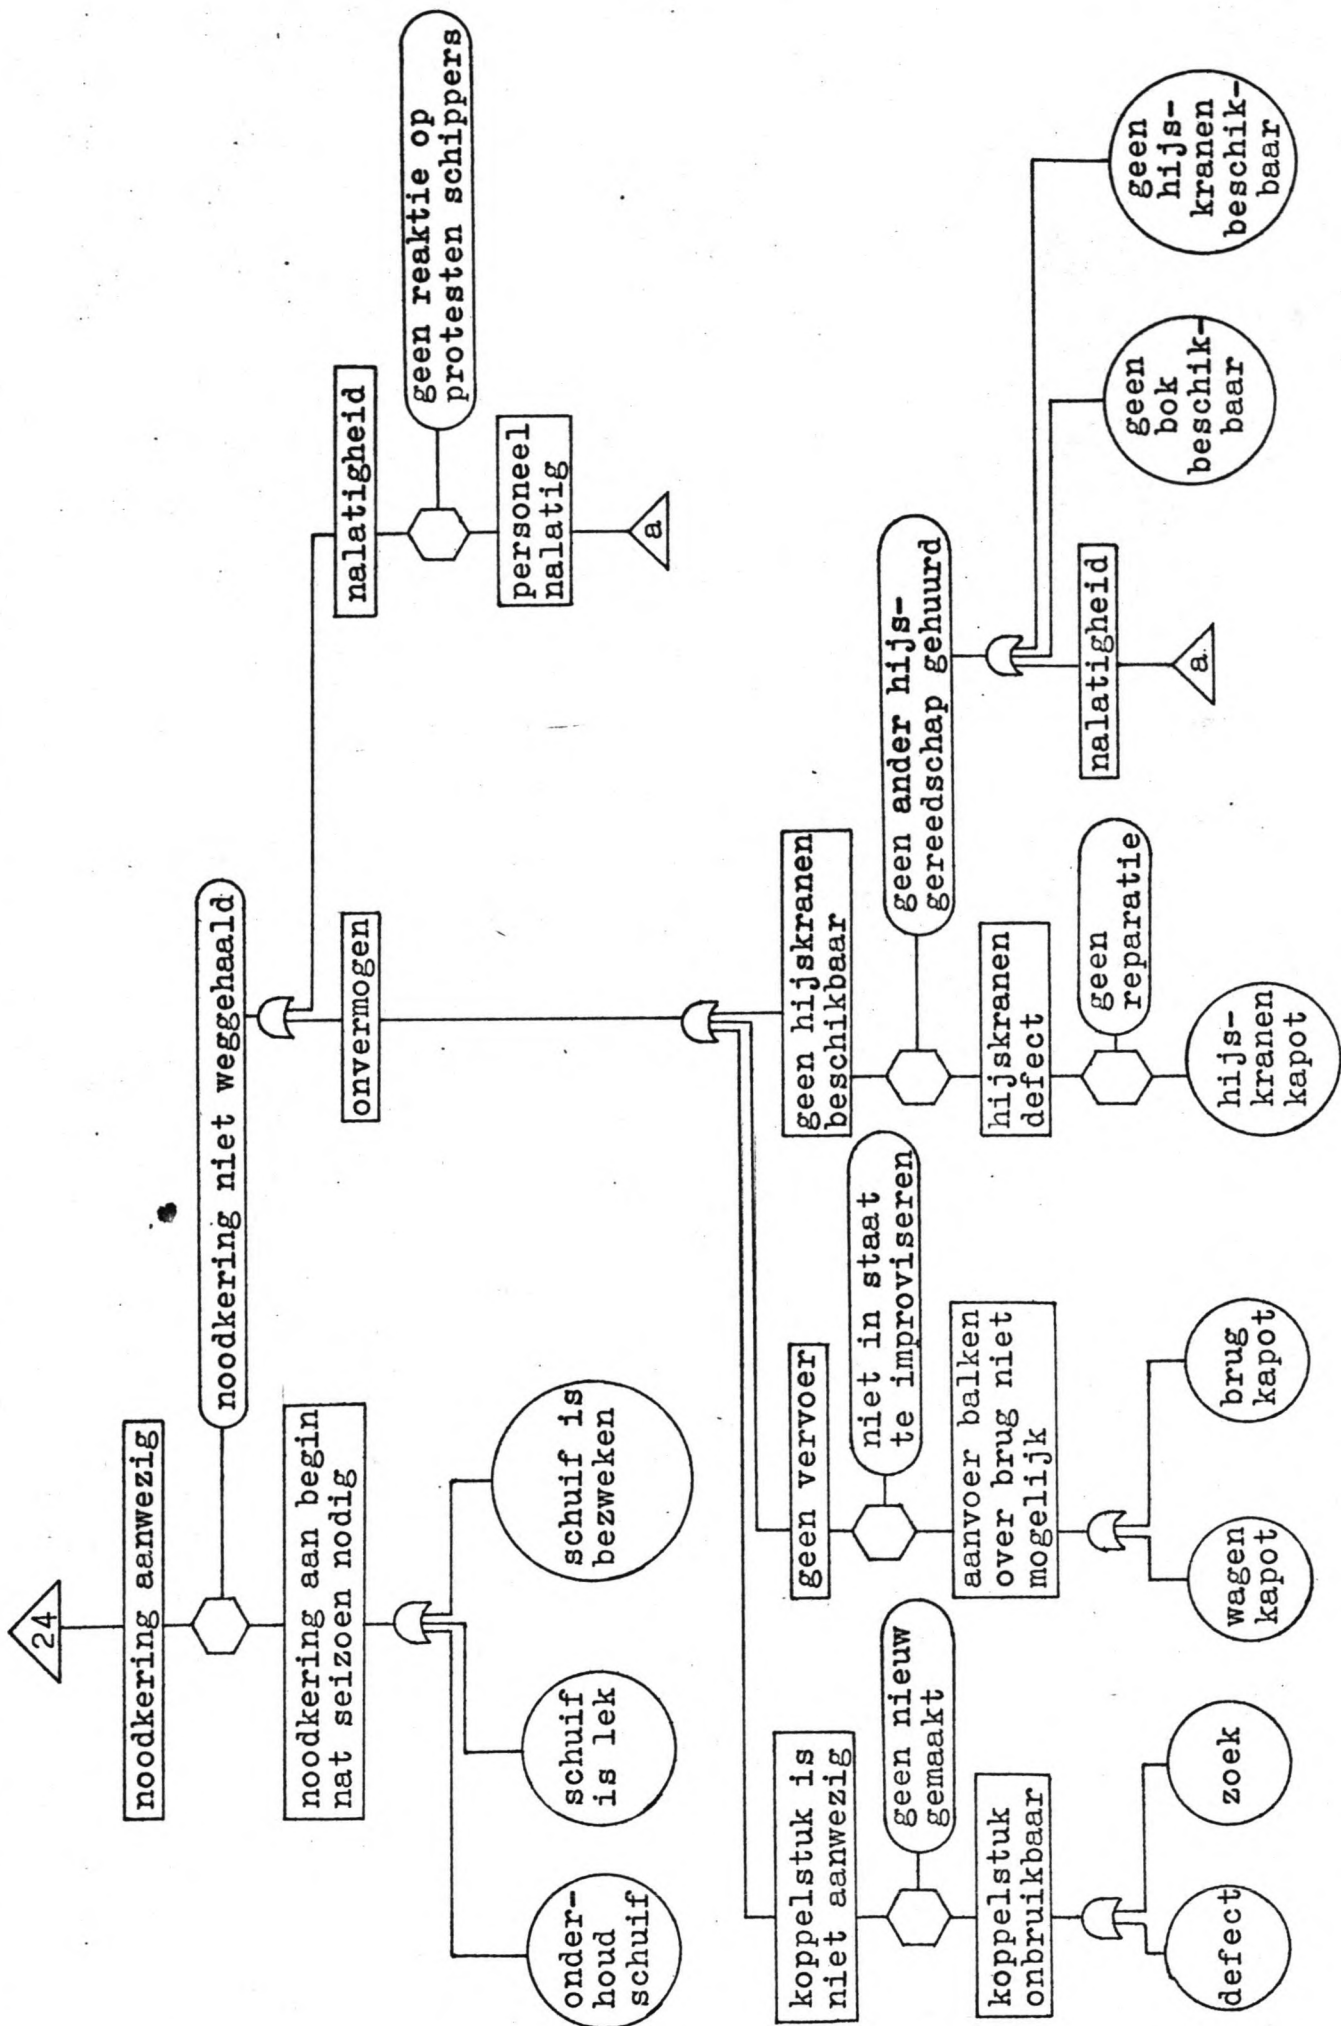 24
noodkering aanwezig
noodkering niet weggehaald
noodkering aan begin
nat seizoen nodig
onder-
houd
schuif
schuif
is lek
schuif is
bezweken
onvermogen
nalatigheid
geen reaktie op
protesten schippers
personeel
nalatig
a
koppelstuk is
niet aanwezig
geen nieuw
gemaakt
koppelstuk
onbruikbaar
defect
zoek
geen vervoer
niet in staat
te improviseren
aanvoer balken
over brug niet
mogelijk
wagen
kapot
brug
kapot
geen hijskranen
beschikbaar
geen ander hijs-
gereedschap gehuurd
hijskranen
defect
geen
reparatie
hijs-
kranen
kapot
nalatigheid
a
geen
bok
beschik-
baar
geen
hijs-
kranen
beschik-
baar